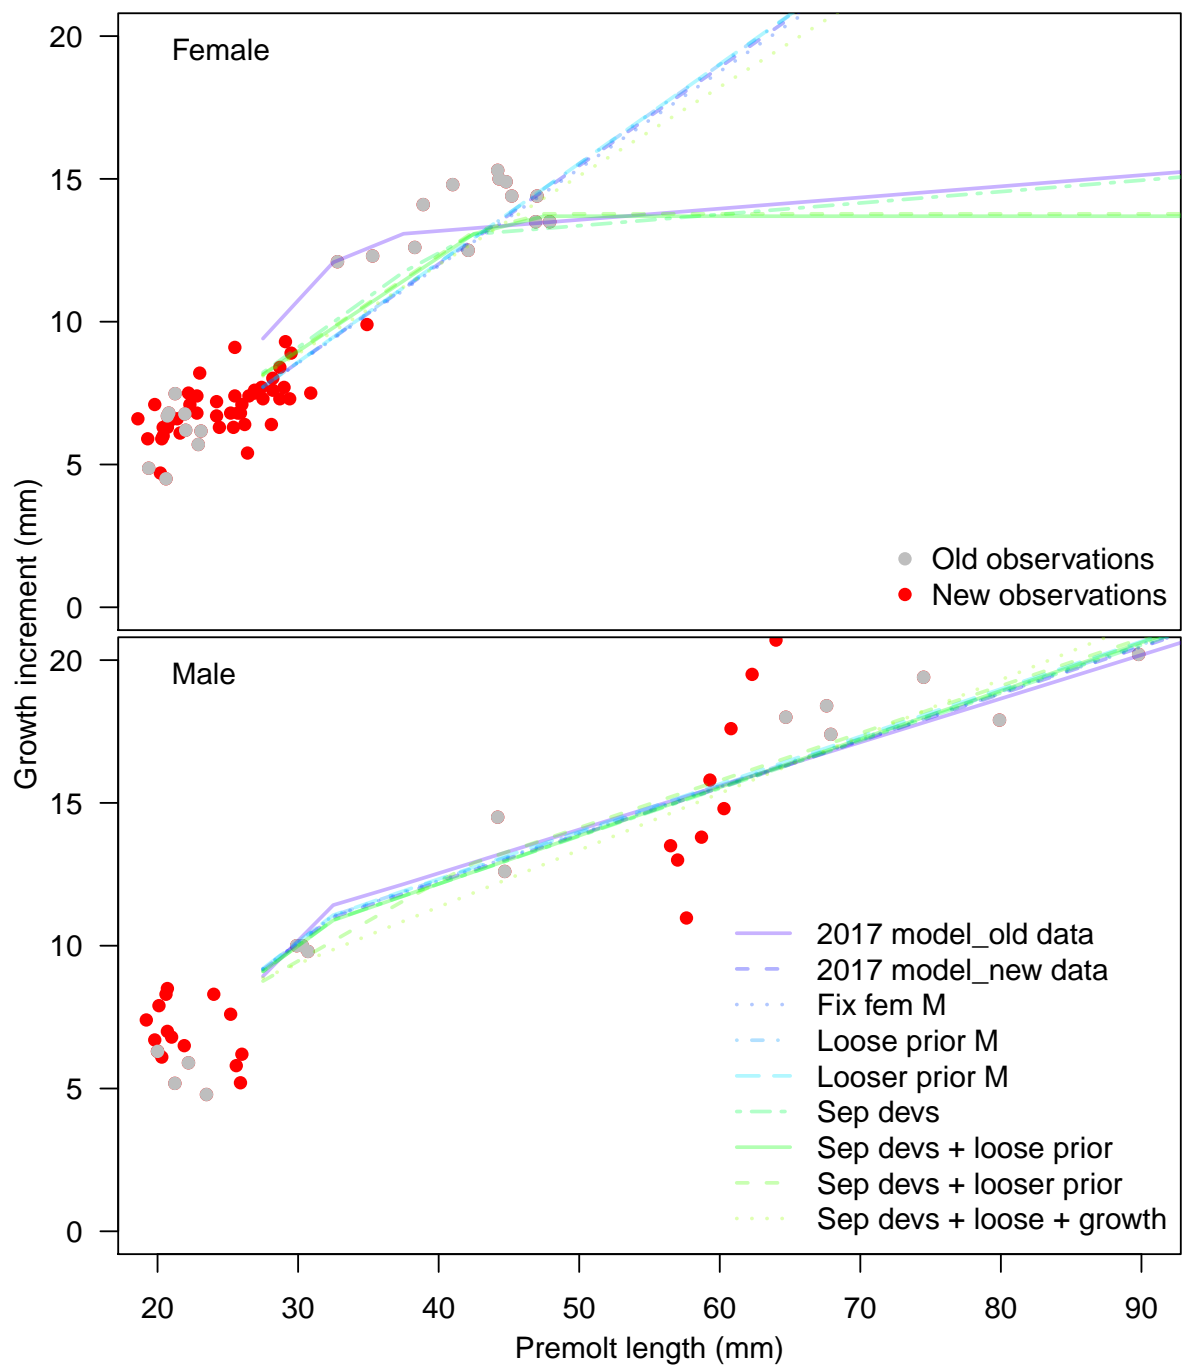 Female
20
15
10
5
0
Old observations
New observations
Growth increment (mm)
Male
20
15
10
5
0
2017 model_old data
2017 model_new data
Fix fem M
Loose prior M
Looser prior M
Sep devs
Sep devs + loose prior
Sep devs + looser prior
Sep devs + loose + growth
20 30 40 50 60 70 80 90
Premolt length (mm)